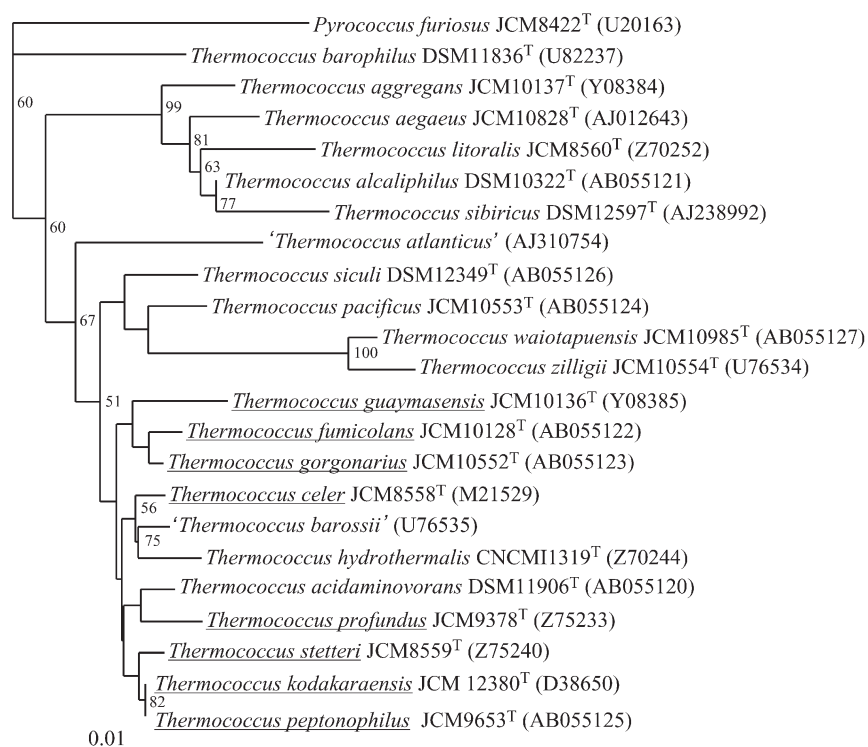 Pyrococcus furiosus JCM8422ᵀ (U20163)
Thermococcus barophilus DSM11836ᵀ (U82237)
Thermococcus aggregans JCM10137ᵀ (Y08384)
60
99
Thermococcus aegaeus JCM10828ᵀ (AJ012643)
81
Thermococcus litoralis JCM8560ᵀ (Z70252)
63
Thermococcus alcaliphilus DSM10322ᵀ (AB055121)
77
Thermococcus sibiricus DSM12597ᵀ (AJ238992)
60
‘Thermococcus atlanticus’ (AJ310754)
Thermococcus siculi DSM12349ᵀ (AB055126)
Thermococcus pacificus JCM10553ᵀ (AB055124)
67
Thermococcus waiotapuensis JCM10985ᵀ (AB055127)
100
Thermococcus zilligii JCM10554ᵀ (U76534)
51
Thermococcus guaymasensis JCM10136ᵀ (Y08385)
Thermococcus fumicolans JCM10128ᵀ (AB055122)
Thermococcus gorgonarius JCM10552ᵀ (AB055123)
Thermococcus celer JCM8558ᵀ (M21529)
56
‘Thermococcus barossii’ (U76535)
75
Thermococcus hydrothermalis CNCMI1319ᵀ (Z70244)
Thermococcus acidaminovorans DSM11906ᵀ (AB055120)
Thermococcus profundus JCM9378ᵀ (Z75233)
Thermococcus stetteri JCM8559ᵀ (Z75240)
Thermococcus kodakaraensis JCM 12380ᵀ (D38650)
82
Thermococcus peptonophilus JCM9653ᵀ (AB055125)
0.01